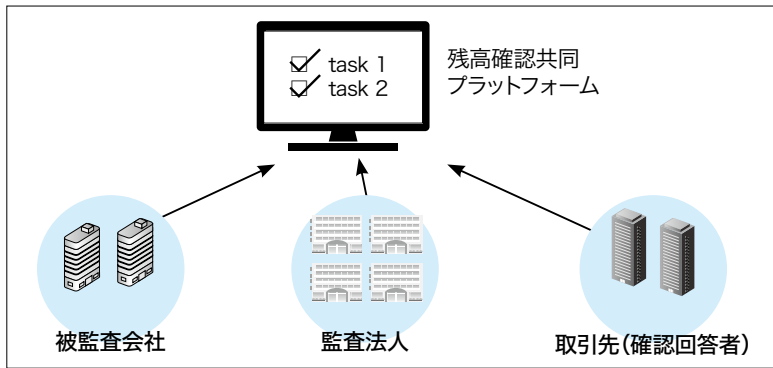 task 1
task 2
残高確認共同
プラットフォーム
被監査会社
監査法人
取引先(確認回答者)